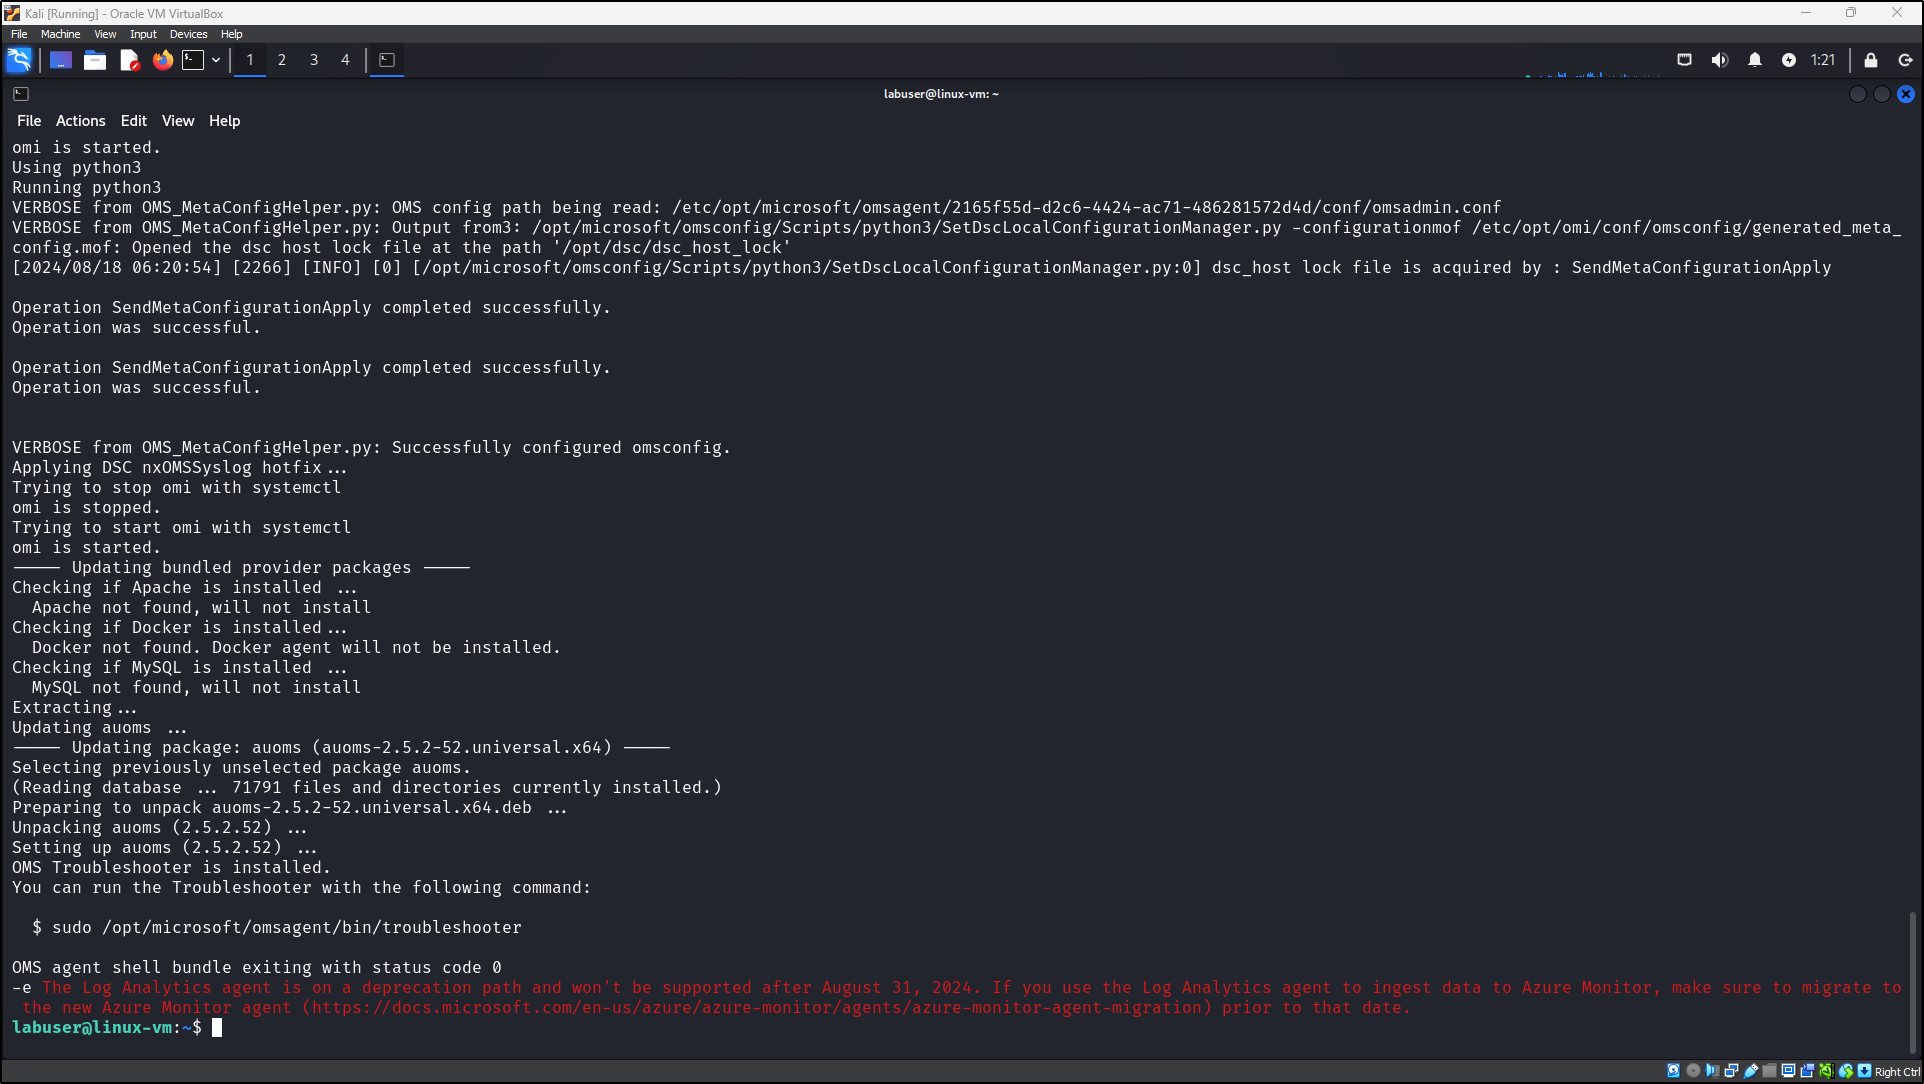 Kali [Running] - Oracle VM VirtualBox
File Machine View Input Devices Help
1 2 3 4 1:21
labuser@linux-vm: ~
File Actions Edit View Help
omi is started.
Using python3
Running python3
VERBOSE from OMS_MetaConfigHelper.py: OMS config path being read: /etc/opt/microsoft/omsagent/2165f55d-d2c6-4424-ac71-486281572d4d/conf/omsadmin.conf
VERBOSE from OMS_MetaConfigHelper.py: Output from3: /opt/microsoft/omsconfig/Scripts/python3/SetDscLocalConfigurationManager.py -configurationmof /etc/opt/omi/conf/omsconfig/generated_meta_
config.mof: Opened the dsc host lock file at the path '/opt/dsc/dsc_host_lock'
[2024/08/18 06:20:54] [2266] [INFO] [0] [/opt/microsoft/omsconfig/Scripts/python3/SetDscLocalConfigurationManager.py:0] dsc_host lock file is acquired by : SendMetaConfigurationApply
Operation SendMetaConfigurationApply completed successfully.
Operation was successful.
Operation SendMetaConfigurationApply completed successfully.
Operation was successful.
VERBOSE from OMS_MetaConfigHelper.py: Successfully configured omsconfig.
Applying DSC nxOMSSyslog hotfix...
Trying to stop omi with systemctl
omi is stopped.
Trying to start omi with systemctl
omi is started.
----- Updating bundled provider packages -----
Checking if Apache is installed ...
  Apache not found, will not install
Checking if Docker is installed...
  Docker not found. Docker agent will not be installed.
Checking if MySQL is installed ...
  MySQL not found, will not install
Extracting...
Updating auoms ...
----- Updating package: auoms (auoms-2.5.2-52.universal.x64) -----
Selecting previously unselected package auoms.
(Reading database ... 71791 files and directories currently installed.)
Preparing to unpack auoms-2.5.2-52.universal.x64.deb ...
Unpacking auoms (2.5.2.52) ...
Setting up auoms (2.5.2.52) ...
OMS Troubleshooter is installed.
You can run the Troubleshooter with the following command:
  $ sudo /opt/microsoft/omsagent/bin/troubleshooter
OMS agent shell bundle exiting with status code 0
-e The Log Analytics agent is on a deprecation path and won't be supported after August 31, 2024. If you use the Log Analytics agent to ingest data to Azure Monitor, make sure to migrate to
 the new Azure Monitor agent (https://docs.microsoft.com/en-us/azure/azure-monitor/agents/azure-monitor-agent-migration) prior to that date.
labuser@linux-vm:~$
Right Ctrl